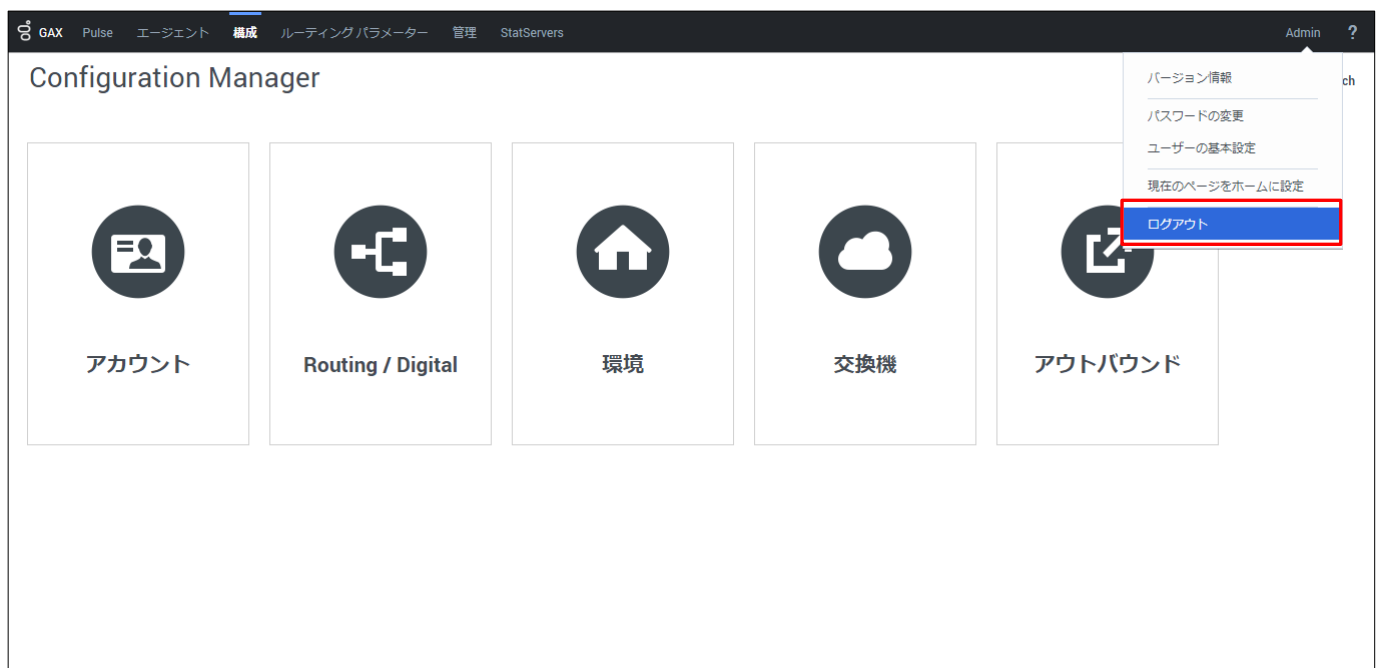 GAX Pulse エージェント 構成 ルーティング パラメーター 管理 StatServers Admin ?
Configuration Manager
バージョン情報
ch
パスワードの変更
ユーザーの基本設定
現在のページをホームに設定
ログアウト
アカウント Routing / Digital 環境 交換機 アウトバウンド